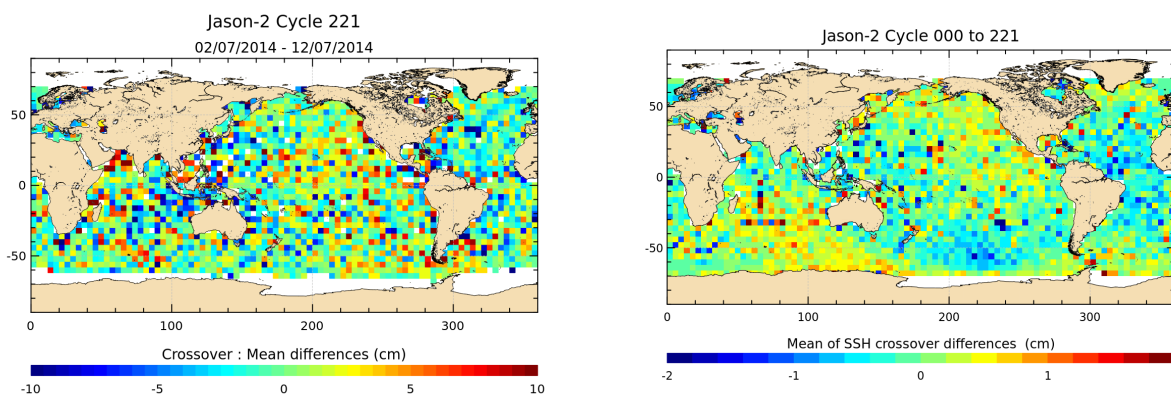 Jason-2 Cycle 221
02/07/2014 - 12/07/2014
50
0
-50
0 100 200 300
Crossover : Mean differences (cm)
-10 -5 0 5 10
Jason-2 Cycle 000 to 221
50
0
-50
0 100 200 300
Mean of SSH crossover differences (cm)
-2 -1 0 1